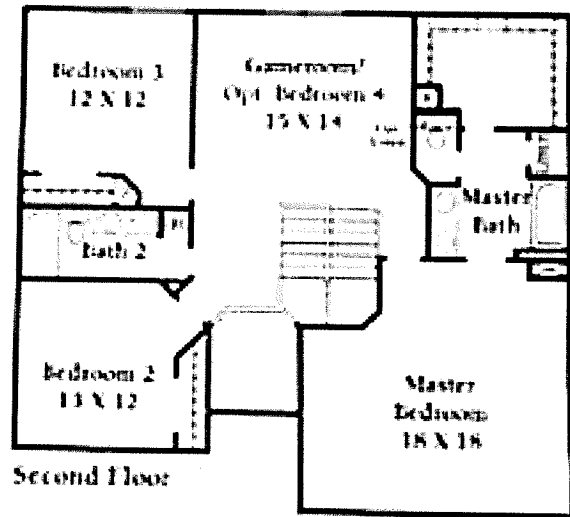 Bedroom 3
12 X 12
Gameroom/
Opt. Bedroom 4
15 X 14
Master
Bath
Bath 2
Bedroom 2
13 X 12
Master
Bedroom
18 X 18
Second Floor